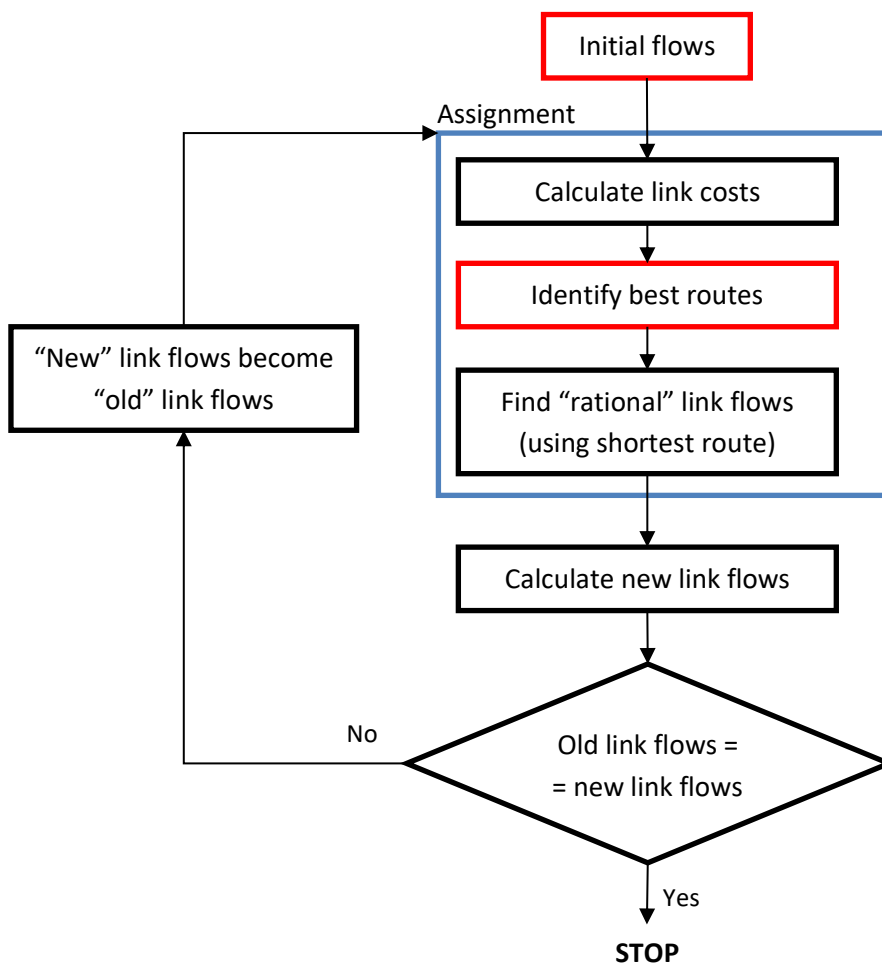 Initial flows
Assignment
Calculate link costs
Identify best routes
“New” link flows become
“old” link flows
Find “rational” link flows
(using shortest route)
Calculate new link flows
No
Old link flows =
= new link flows
Yes
STOP